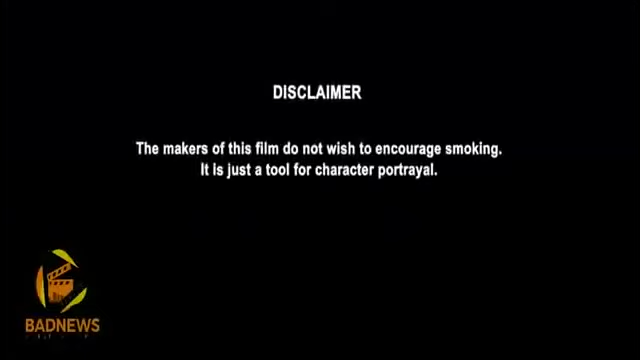 DISCLAIMER
The makers of this film do not wish to encourage smoking.
It is just a tool for character portrayal.
BADNEWS